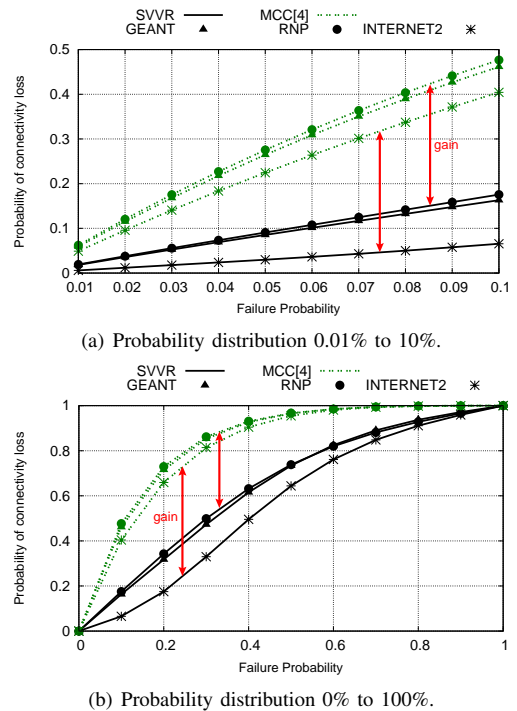 SVVR MCC[4]
GEANT RNP INTERNET2
Probability of connectivity loss
0.5
0.4
0.3
0.2
0.1
0
gain
0.01 0.02 0.03 0.04 0.05 0.06 0.07 0.08 0.09 0.1
Failure Probability
(a) Probability distribution 0.01% to 10%.
SVVR MCC[4]
GEANT RNP INTERNET2
Probability of connectivity loss
1
0.8
0.6
0.4
0.2
0
gain
0 0.2 0.4 0.6 0.8 1
Failure Probability
(b) Probability distribution 0% to 100%.